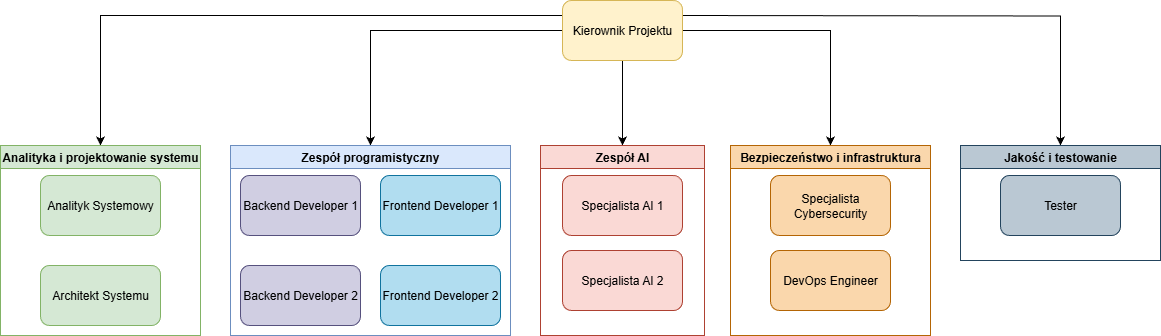 Kierownik Projektu
Analityka i projektowanie systemu
Analityk Systemowy
Architekt Systemu
Zespół programistyczny
Backend Developer 1
Frontend Developer 1
Backend Developer 2
Frontend Developer 2
Zespół AI
Specjalista AI 1
Specjalista AI 2
Bezpieczeństwo i infrastruktura
Specjalista
Cybersecurity
DevOps Engineer
Jakość i testowanie
Tester